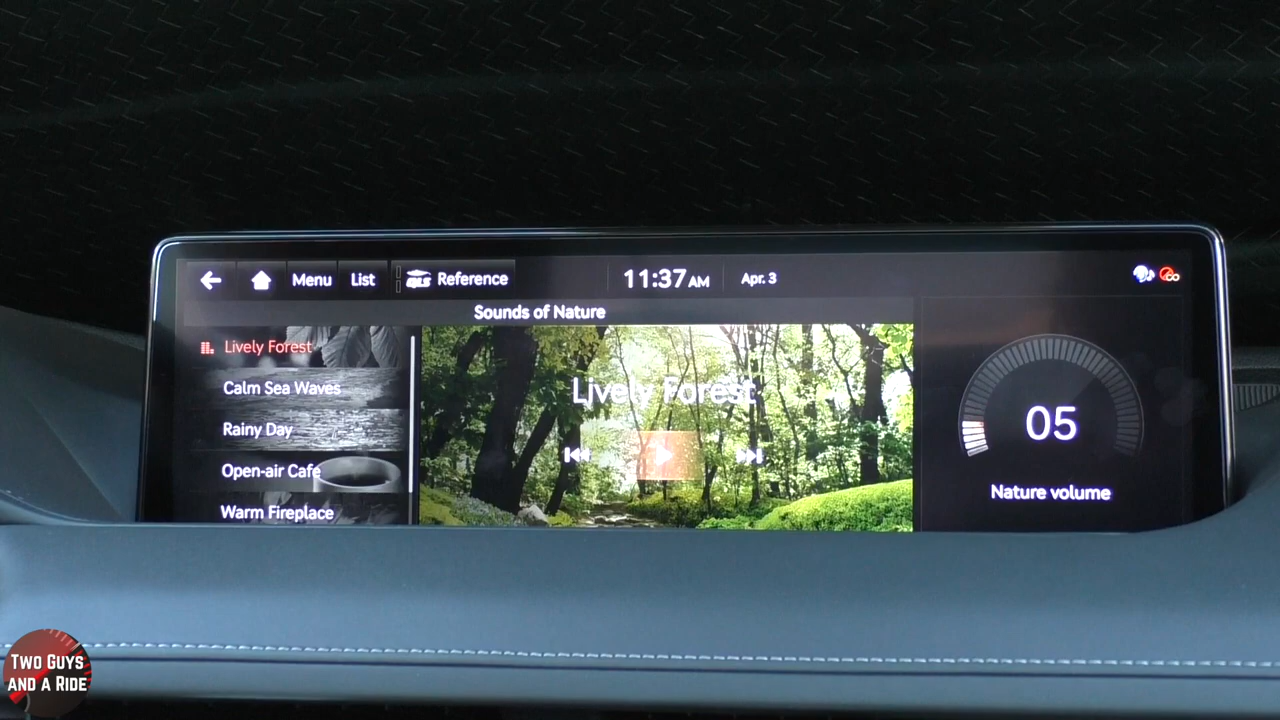 Menu List QLS Reference 11:37 AM Apr. 3
Sounds of Nature
Lively Forest
Calm Sea Waves
Rainy Day
Open-air Cafe
Warm Fireplace
Lively Forest
05
Nature volume
TWO GUYS
AND A RIDE